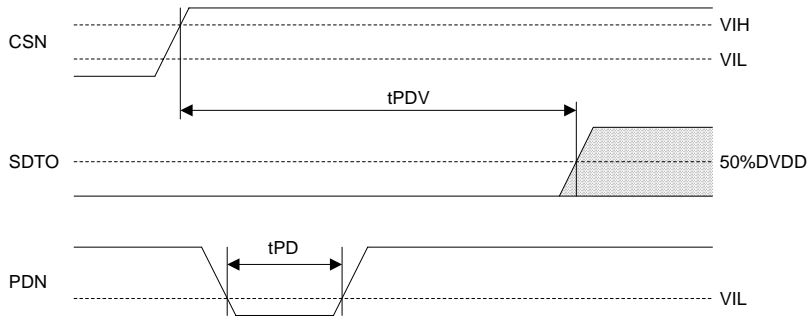 CSN
VIH
VIL
tPDV
SDTO
50%DVDD
tPD
PDN
VIL